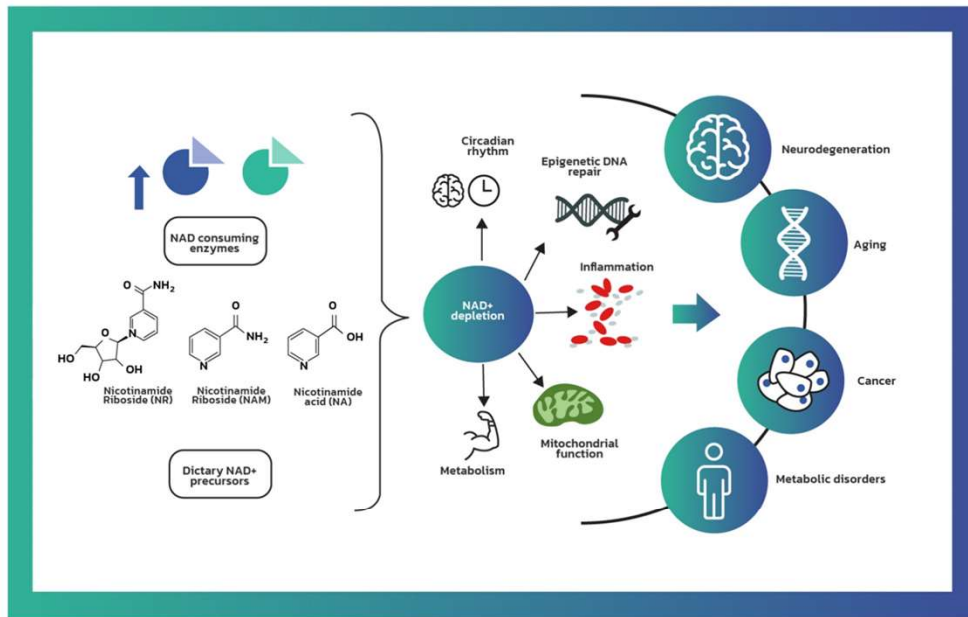 NAD consuming
enzymes
O
NH₂
N
O
HO
HO
OH
Nicotinamide
Riboside (NR)
O
NH₂
N
Nicotinamide
Riboside (NAM)
O
OH
N
Nicotinamide
acid (NA)
Dictary NAD+
precursors
Circadian
rhythm
Epigenetic DNA
repair
Inflammation
NAD+
depletion
Mitochondrial
function
Metabolism
Neurodegeneration
Aging
Cancer
Metabolic disorders